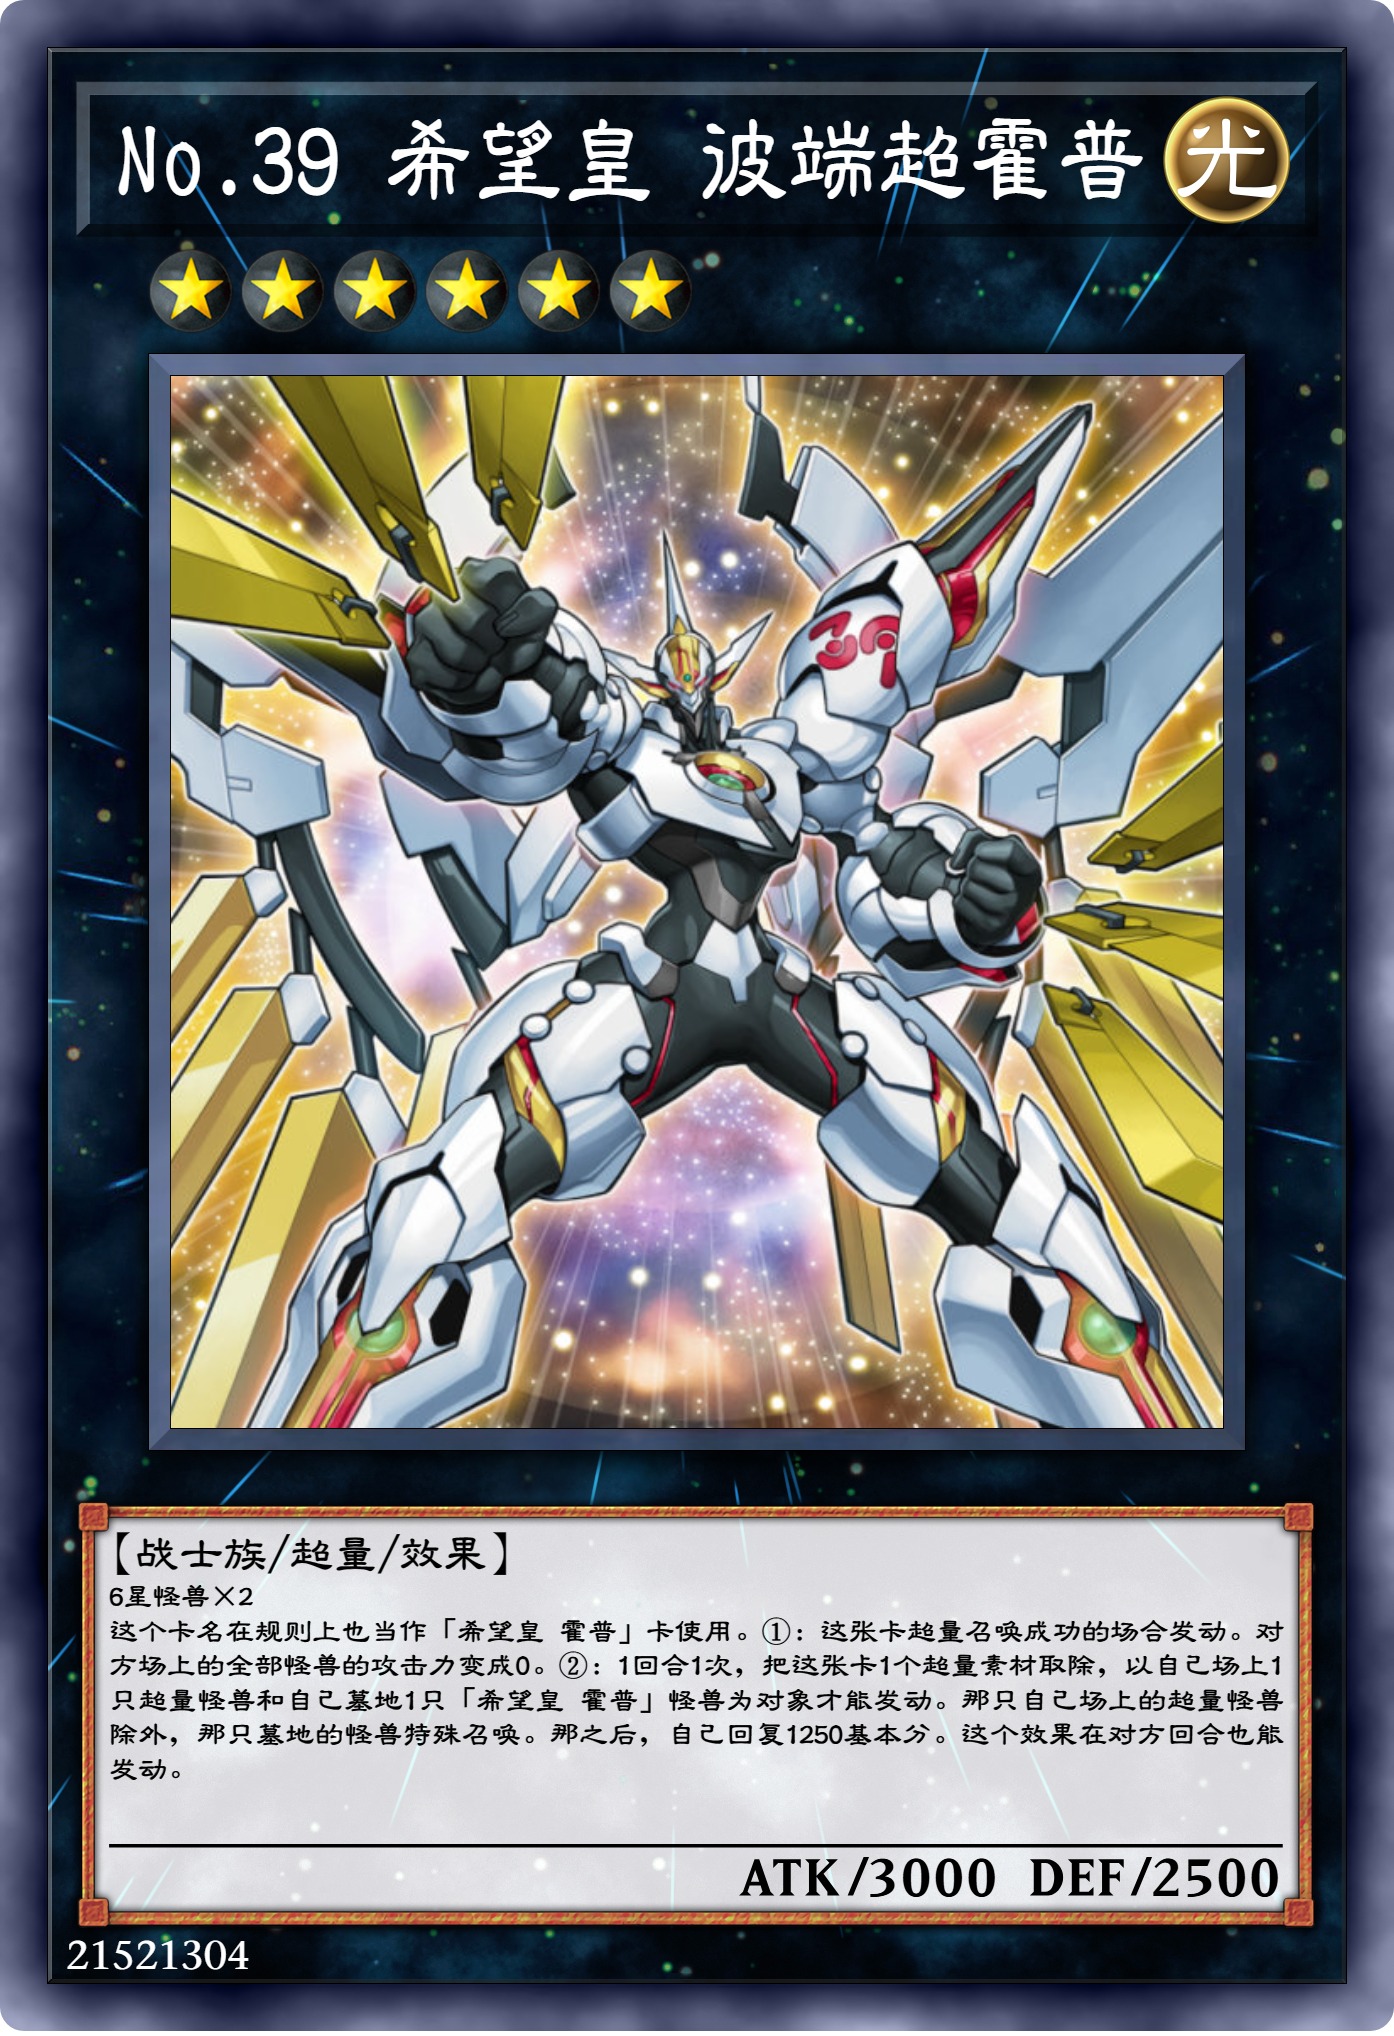 No.39 希望皇 波端超霍普 光
39
【战士族/超量/效果】
6星怪兽×2
这个卡名在规则上也当作「希望皇 霍普」卡使用。①：这张卡超量召唤成功的场合发动。对
方场上的全部怪兽的攻击力变成0。②：1回合1次，把这张卡1个超量素材取除，以自己场上1
只超量怪兽和自己墓地1只「希望皇 霍普」怪兽为对象才能发动。那只自己场上的超量怪兽
除外，那只墓地的怪兽特殊召唤。那之后，自己回复1250基本分。这个效果在对方回合也能
发动。
ATK/3000 DEF/2500
21521304